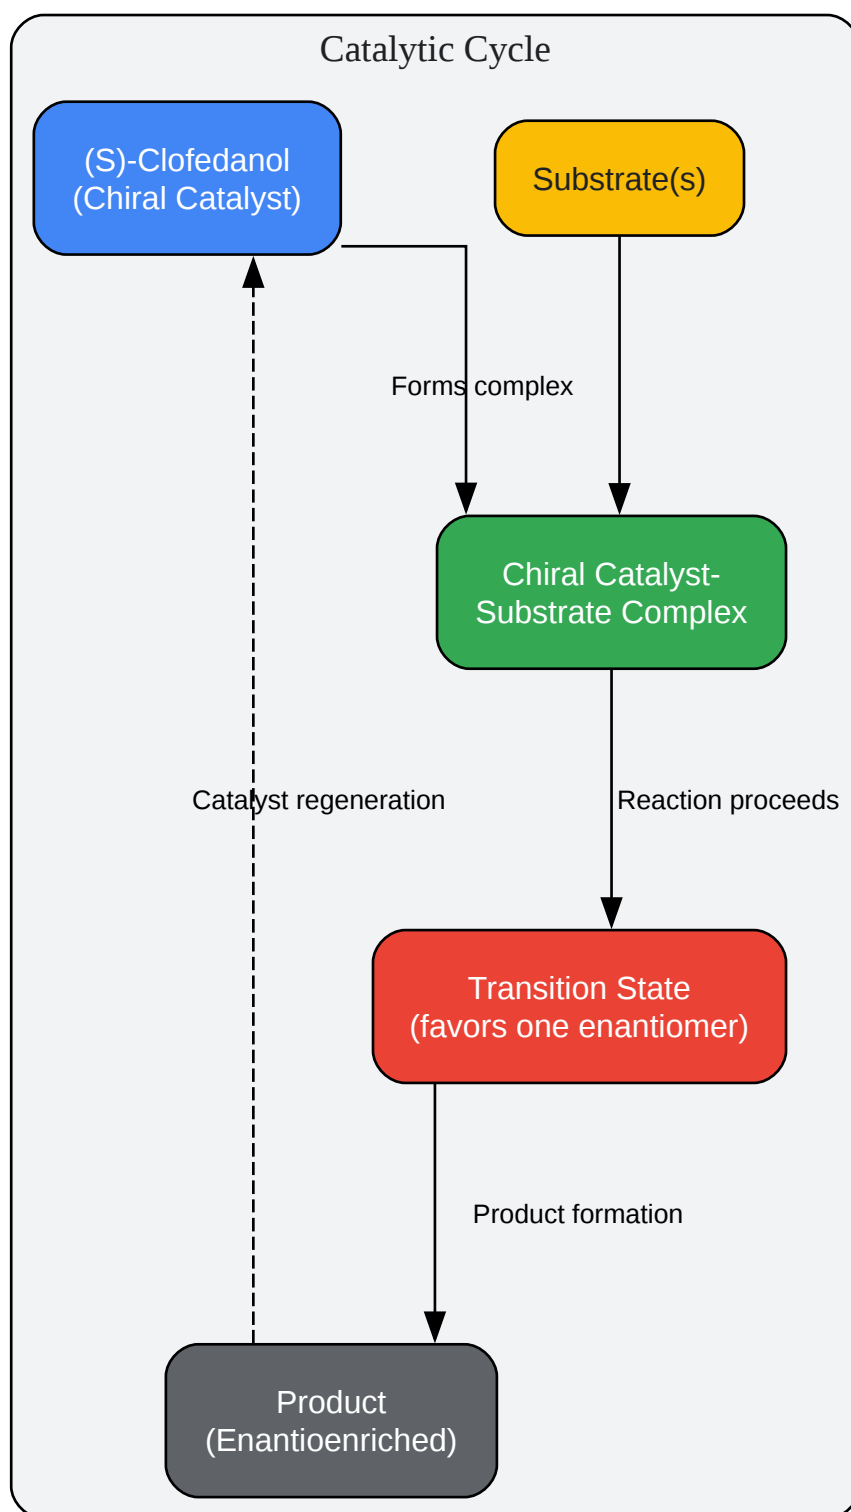 Catalytic Cycle
(S)-Clofedanol
(Chiral Catalyst)
Substrate(s)
Forms complex
Chiral Catalyst-
Substrate Complex
Catalyst regeneration
Reaction proceeds
Transition State
(favors one enantiomer)
Product formation
Product
(Enantioenriched)